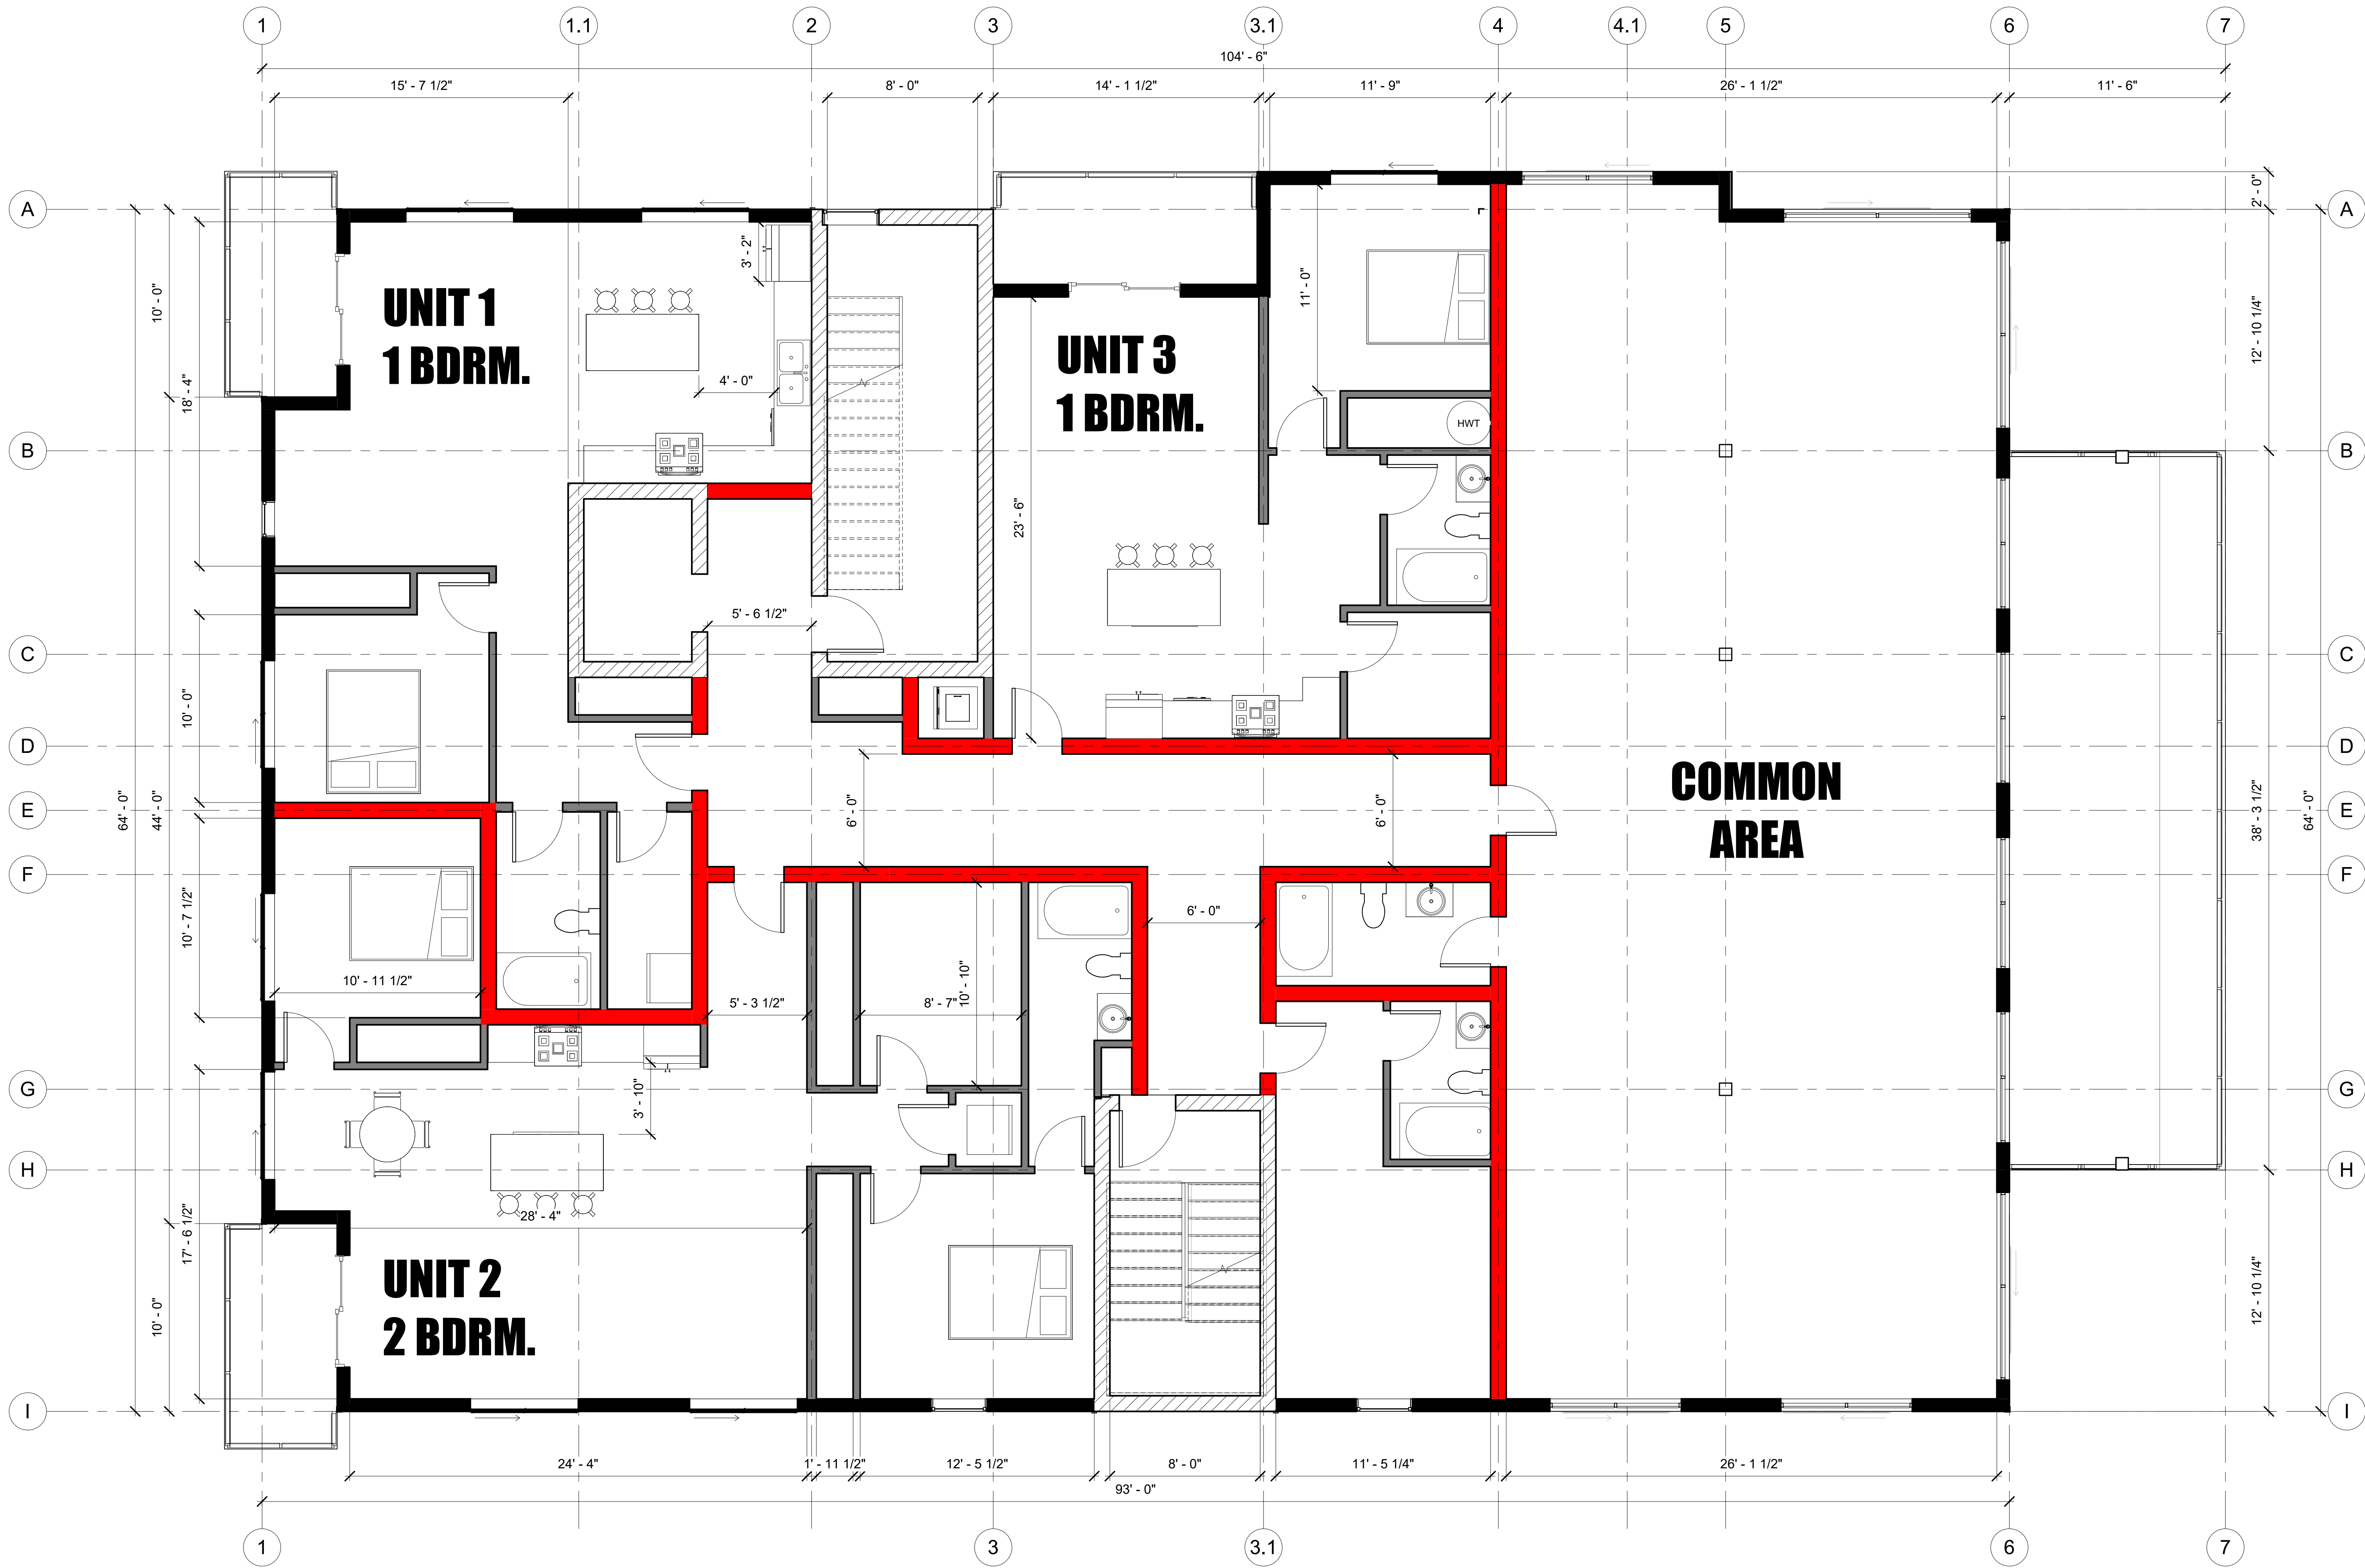 1 1.1 2 3 3.1 4 4.1 5 6 7
104' - 6"
15' - 7 1/2" 8' - 0" 14' - 1 1/2" 11' - 9" 26' - 1 1/2" 11' - 6"
2' - 0"
A A
3' - 2"
10' - 0" 11' - 0" 12' - 10 1/4"
UNIT 1
1 BDRM.
UNIT 3
1 BDRM.
18' - 4" 4' - 0"
HWT
B B
23' - 6"
5' - 6 1/2"
C C
10' - 0"
D D
COMMON
AREA
64' - 0" 44' - 0" 6' - 0" 6' - 0" 38' - 3 1/2" 64' - 0"
E E
F F
10' - 7 1/2" 6' - 0"
10' - 11 1/2" 5' - 3 1/2" 8' - 7" 10' - 10"
G G
3' - 10"
H H
28' - 4"
17' - 6 1/2"
UNIT 2
2 BDRM.
10' - 0" 12' - 10 1/4"
I I
24' - 4" 1' - 11 1/2" 12' - 5 1/2" 8' - 0" 11' - 5 1/4" 26' - 1 1/2"
93' - 0"
1 3 3.1 6 7